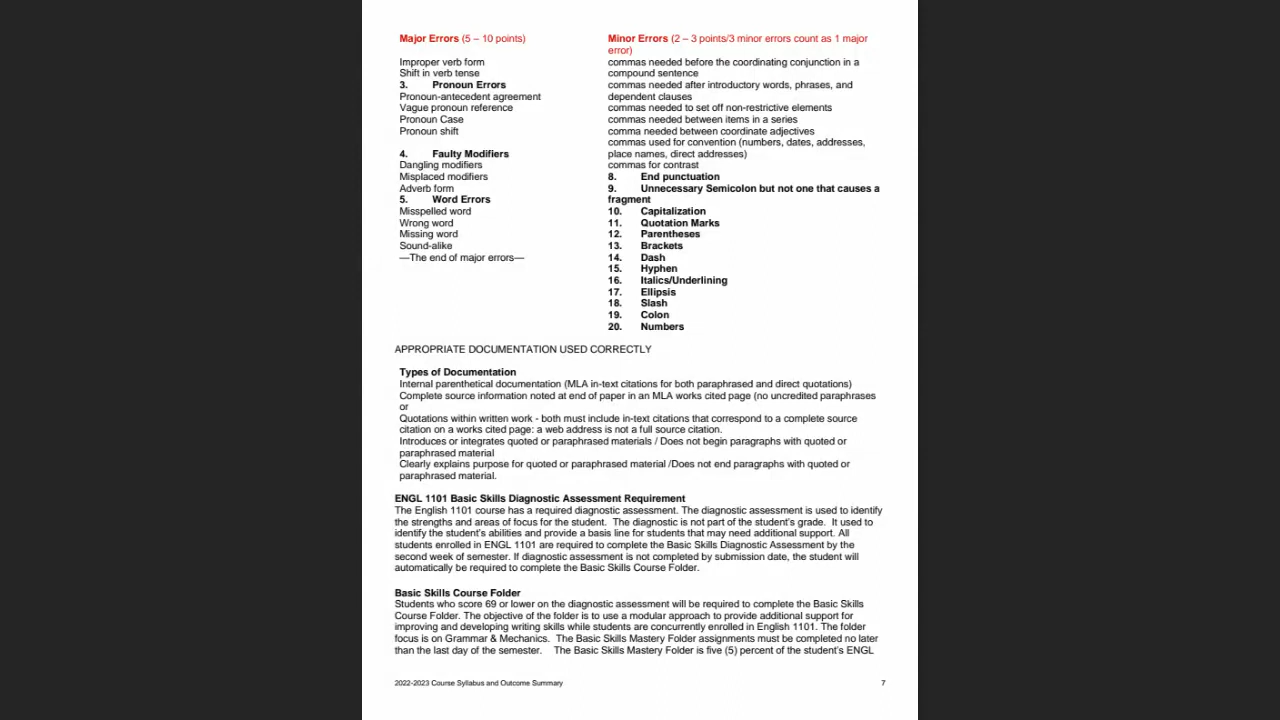 Major Errors (5 – 10 points)
Improper verb form
Shift in verb tense
3. Pronoun Errors
Pronoun-antecedent agreement
Vague pronoun reference
Pronoun Case
Pronoun shift
4. Faulty Modifiers
Dangling modifiers
Misplaced modifiers
Adverb form
5. Word Errors
Misspelled word
Wrong word
Missing word
Sound-alike
—The end of major errors—
Minor Errors (2 – 3 points/3 minor errors count as 1 major
error)
commas needed before the coordinating conjunction in a
compound sentence
commas needed after introductory words, phrases, and
dependent clauses
commas needed to set off non-restrictive elements
commas needed between items in a series
comma needed between coordinate adjectives
commas used for convention (numbers, dates, addresses,
place names, direct addresses)
commas for contrast
8. End punctuation
9. Unnecessary Semicolon but not one that causes a
fragment
10. Capitalization
11. Quotation Marks
12. Parentheses
13. Brackets
14. Dash
15. Hyphen
16. Italics/Underlining
17. Ellipsis
18. Slash
19. Colon
20. Numbers
APPROPRIATE DOCUMENTATION USED CORRECTLY
Types of Documentation
Internal parenthetical documentation (MLA in-text citations for both paraphrased and direct quotations)
Complete source information noted at end of paper in an MLA works cited page (no uncredited paraphrases
or
Quotations within written work - both must include in-text citations that correspond to a complete source
citation on a works cited page: a web address is not a full source citation.
Introduces or integrates quoted or paraphrased materials / Does not begin paragraphs with quoted or
paraphrased material
Clearly explains purpose for quoted or paraphrased material /Does not end paragraphs with quoted or
paraphrased material.
ENGL 1101 Basic Skills Diagnostic Assessment Requirement
The English 1101 course has a required diagnostic assessment. The diagnostic assessment is used to identify
the strengths and areas of focus for the student. The diagnostic is not part of the student's grade. It used to
identify the student's abilities and provide a basis line for students that may need additional support. All
students enrolled in ENGL 1101 are required to complete the Basic Skills Diagnostic Assessment by the
second week of semester. If diagnostic assessment is not completed by submission date, the student will
automatically be required to complete the Basic Skills Course Folder.
Basic Skills Course Folder
Students who score 69 or lower on the diagnostic assessment will be required to complete the Basic Skills
Course Folder. The objective of the folder is to use a modular approach to provide additional support for
improving and developing writing skills while students are concurrently enrolled in English 1101. The folder
focus is on Grammar & Mechanics. The Basic Skills Mastery Folder assignments must be completed no later
than the last day of the semester. The Basic Skills Mastery Folder is five (5) percent of the student's ENGL
2022-2023 Course Syllabus and Outcome Summary 7